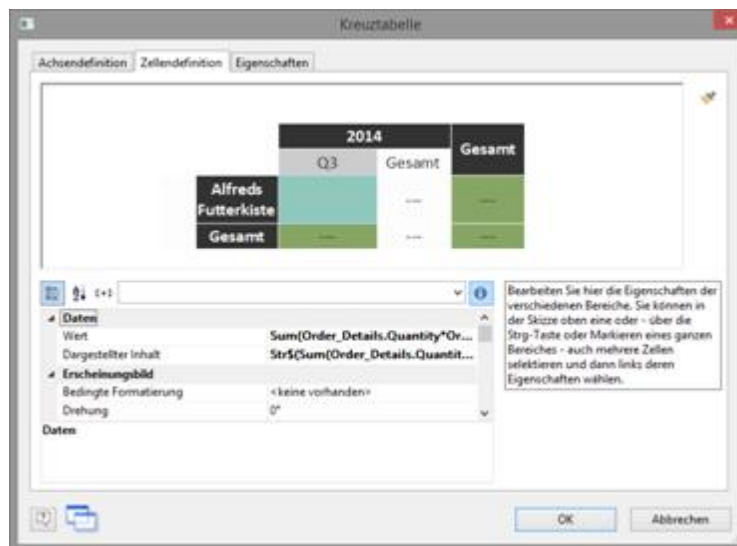 Kreuztabelle
Achsendefinition Zellendefinition Eigenschaften
2014
Gesamt
Q3 Gesamt
Alfreds
Futterkiste
Gesamt
Daten
Wert Sum(Order_Details.Quantity*Or...
Dargestellter Inhalt Str$(Sum(Order_Details.Quantit...
Erscheinungsbild
Bedingte Formatierung <keine vorhanden>
Drehung 0°
Daten
Bearbeiten Sie hier die Eigenschaften der
verschiedenen Bereiche. Sie können in
der Skizze oben eine oder - über die
Strg-Taste oder Markieren eines ganzen
Bereiches - auch mehrere Zellen
selektieren und dann links deren
Eigenschaften wählen.
OK Abbrechen